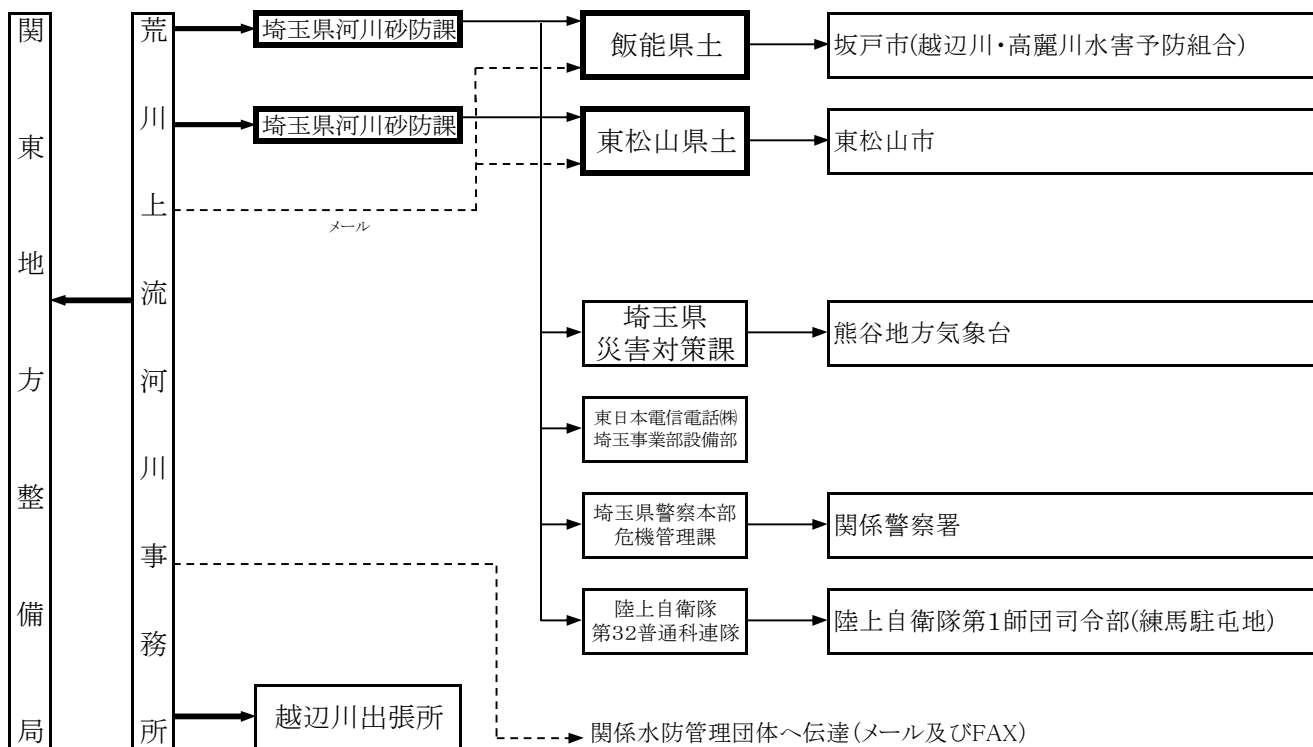 関東地方整備局
荒川上流河川事務所
埼玉県河川砂防課
飯能県土
坂戸市(越辺川・高麗川水害予防組合)
埼玉県河川砂防課
東松山県土
東松山市
メール
埼玉県
災害対策課
熊谷地方気象台
東日本電信電話㈱
埼玉事業部設備部
埼玉県警察本部
危機管理課
関係警察署
陸上自衛隊
第32普通科連隊
陸上自衛隊第1師団司令部(練馬駐屯地)
越辺川出張所
関係水防管理団体へ伝達(メール及びFAX)